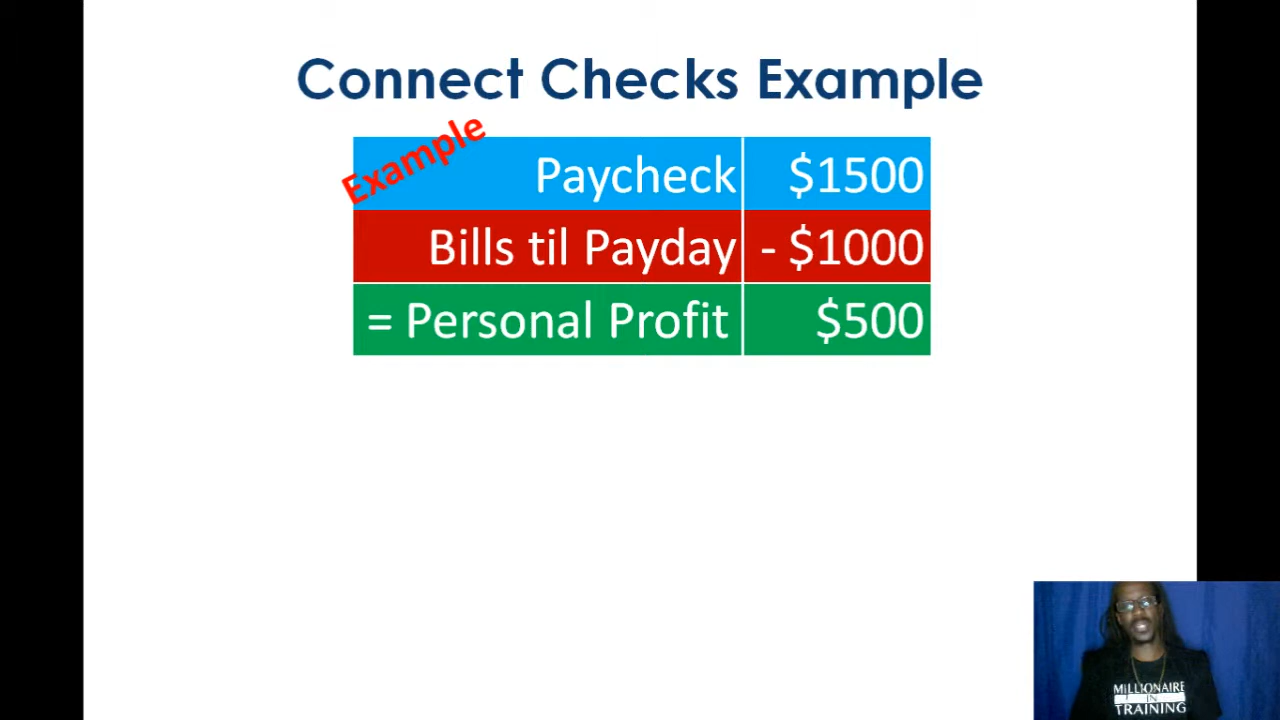 Connect Checks Example
Example
Paycheck $1500
Bills til Payday - $1000
= Personal Profit $500
MiLLIONAIRE
IN
TRAINING